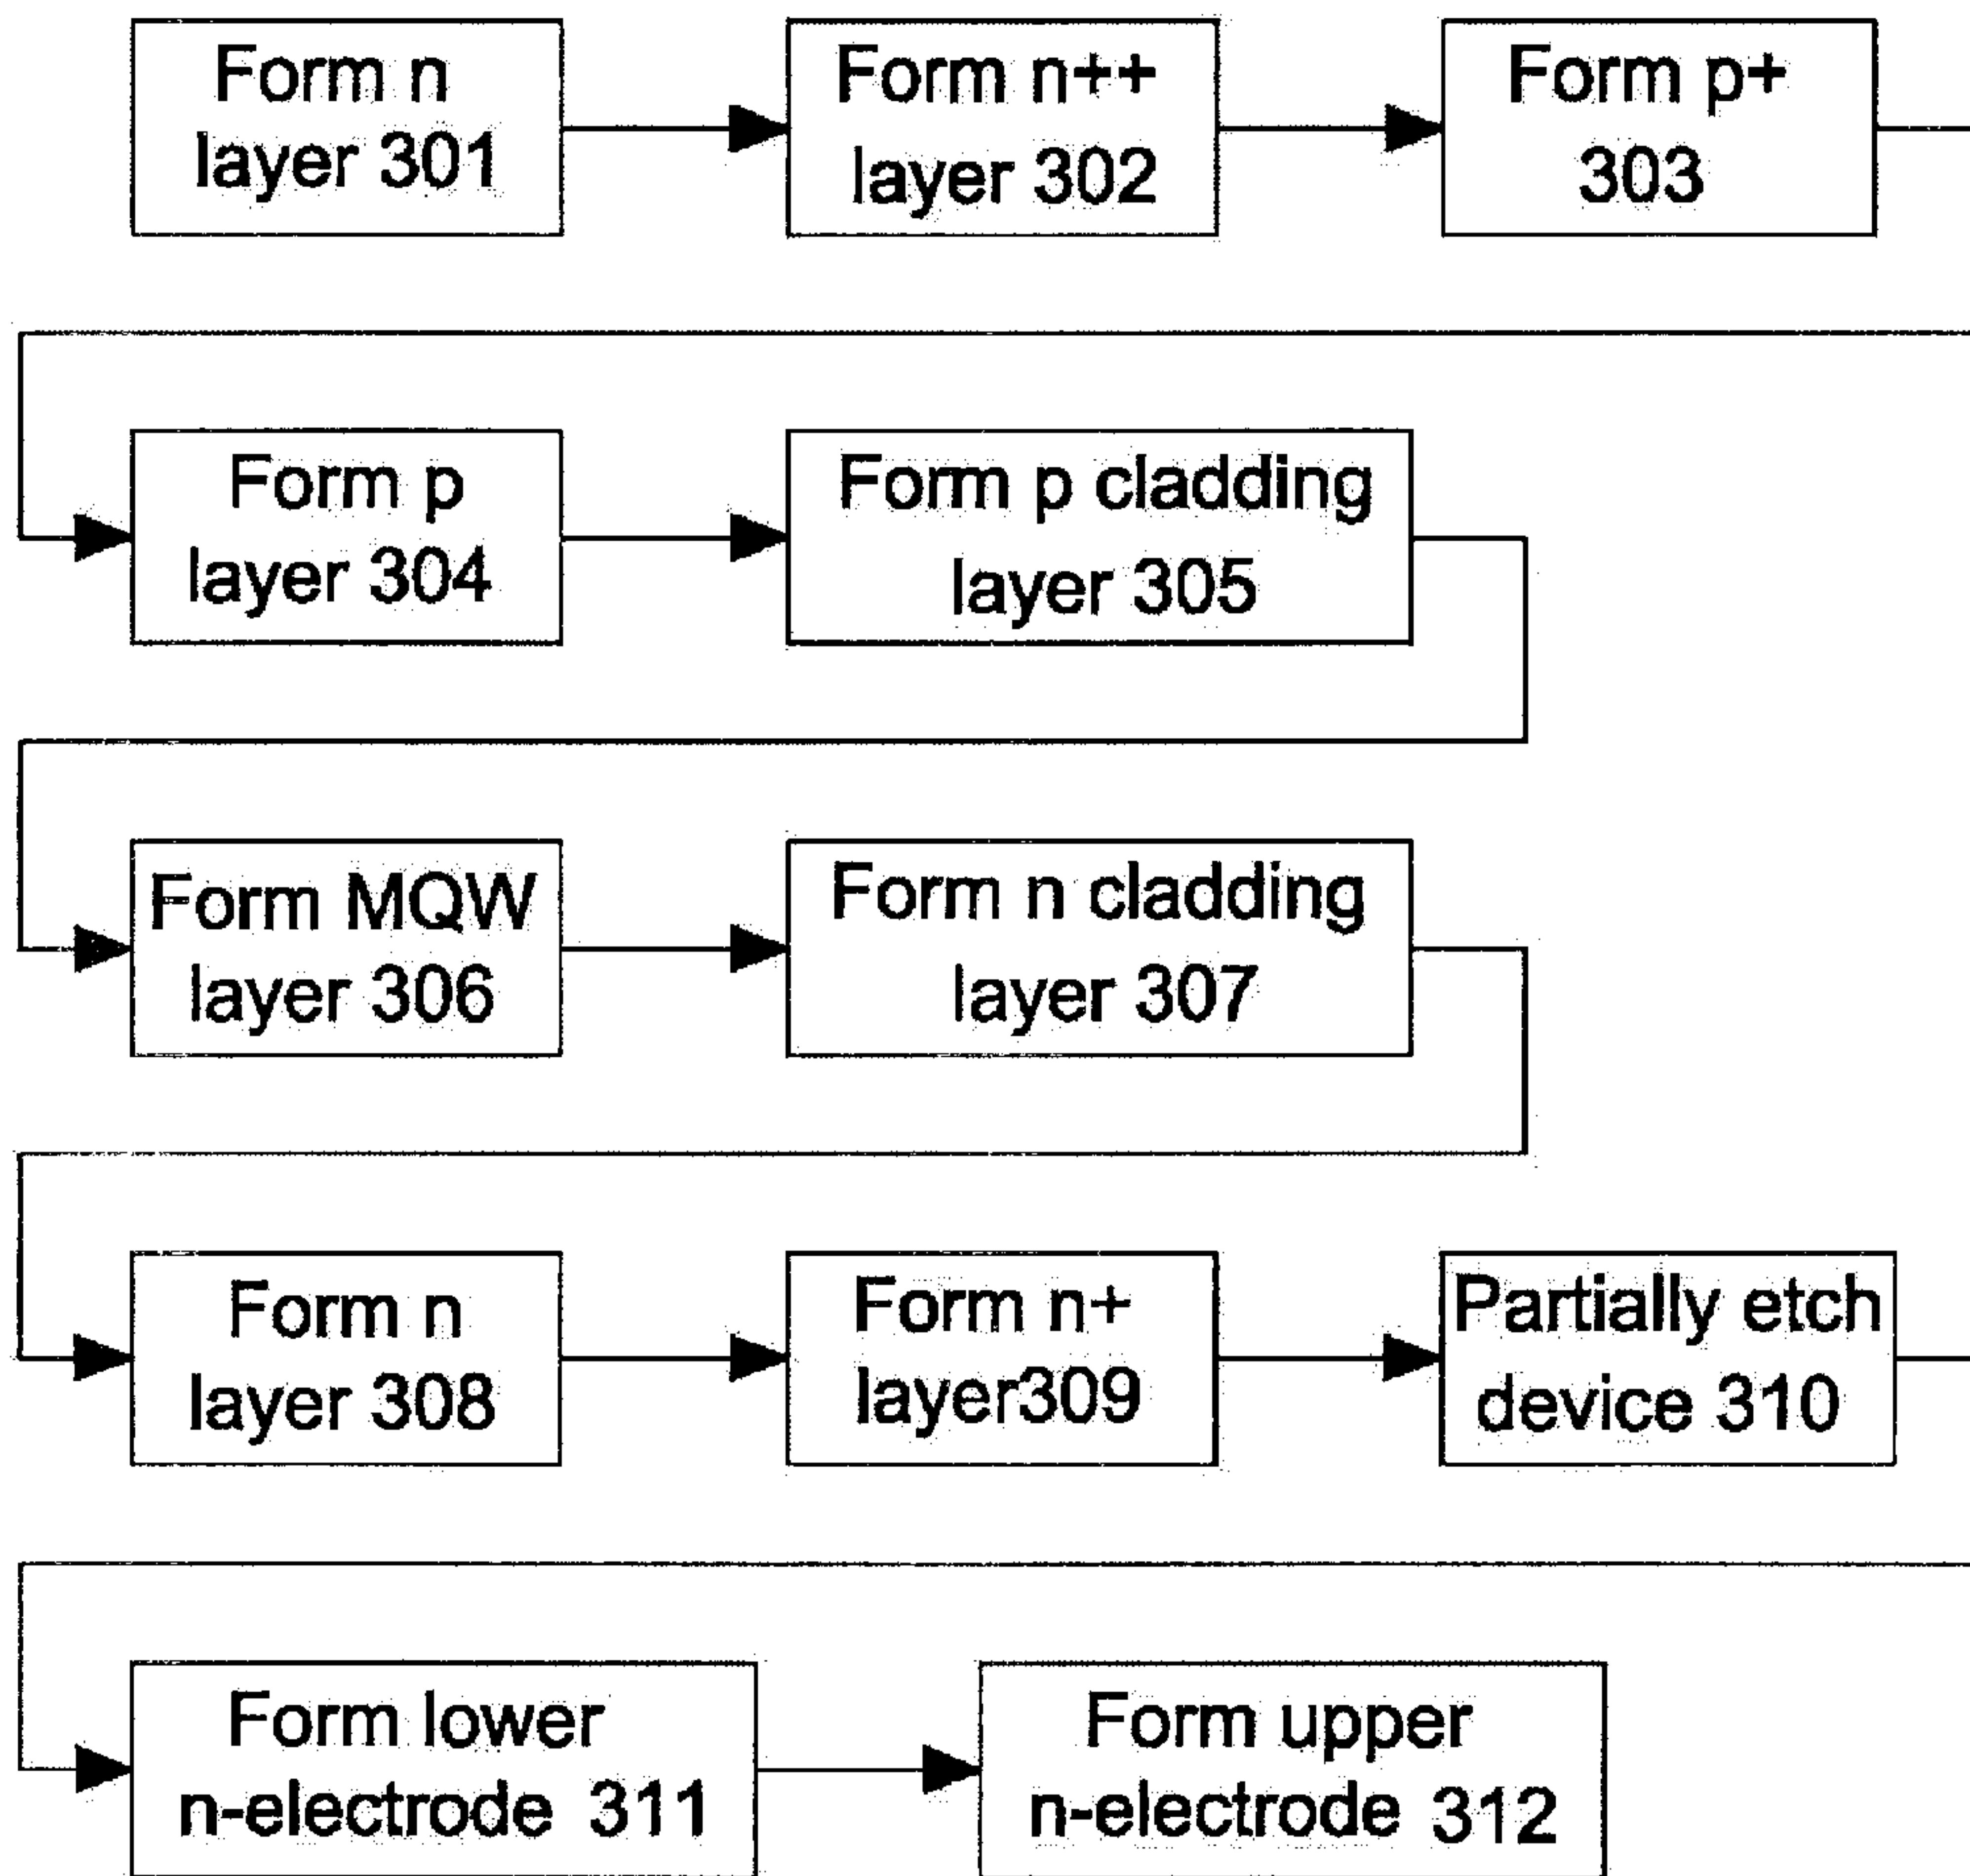 Form n
layer 301
Form n++
layer 302
Form p+
303
Form p
layer 304
Form p cladding
layer 305
Form MQW
layer 306
Form n cladding
layer 307
Form n
layer 308
Form n+
layer309
Partially etch
device 310
Form lower
n-electrode 311
Form upper
n-electrode 312